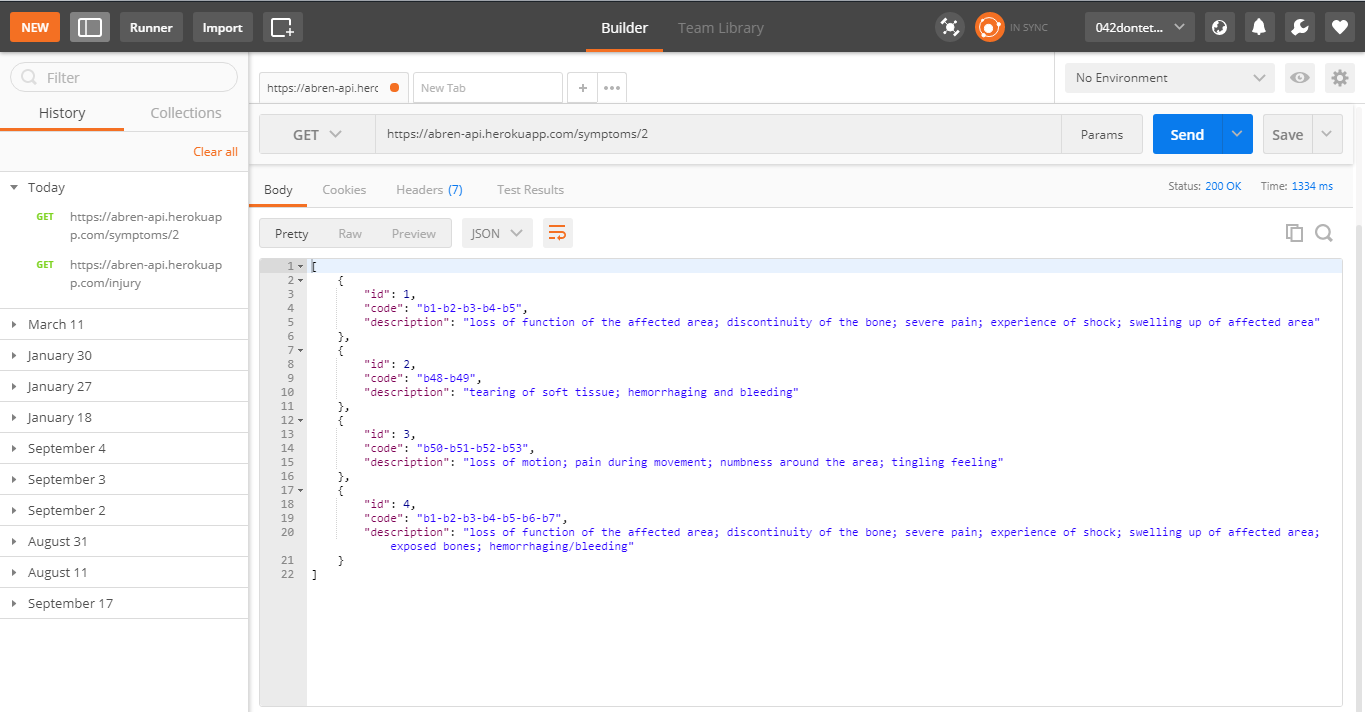 NEW
Runner
Import
Builder
Team Library
IN SYNC
042dontet...
Filter
History
Collections
Clear all
Today
GET https://abren-api.herokuap
p.com/symptoms/2
GET https://abren-api.herokuap
p.com/injury
March 11
January 30
January 27
January 18
September 4
September 3
September 2
August 31
August 11
September 17
https://abren-api.herc
New Tab
+
•••
No Environment
GET
https://abren-api.herokuapp.com/symptoms/2
Params
Send
Save
Body
Cookies
Headers (7)
Test Results
Status: 200 OK
Time: 1334 ms
Pretty
Raw
Preview
JSON
1 [
2 {
3 "id": 1,
4 "code": "b1-b2-b3-b4-b5",
5 "description": "loss of function of the affected area; discontinuity of the bone; severe pain; experience of shock; swelling up of affected area"
6 },
7 {
8 "id": 2,
9 "code": "b48-b49",
10 "description": "tearing of soft tissue; hemorrhaging and bleeding"
11 },
12 {
13 "id": 3,
14 "code": "b50-b51-b52-b53",
15 "description": "loss of motion; pain during movement; numbness around the area; tingling feeling"
16 },
17 {
18 "id": 4,
19 "code": "b1-b2-b3-b4-b5-b6-b7",
20 "description": "loss of function of the affected area; discontinuity of the bone; severe pain; experience of shock; swelling up of affected area;
exposed bones; hemorrhaging/bleeding"
21 }
22 ]